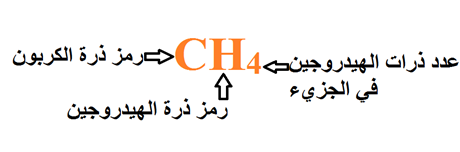 رمز ذرة الكربون
CH4
عدد ذرات الهيدروجين
في الجزيء
رمز ذرة الهيدروجين